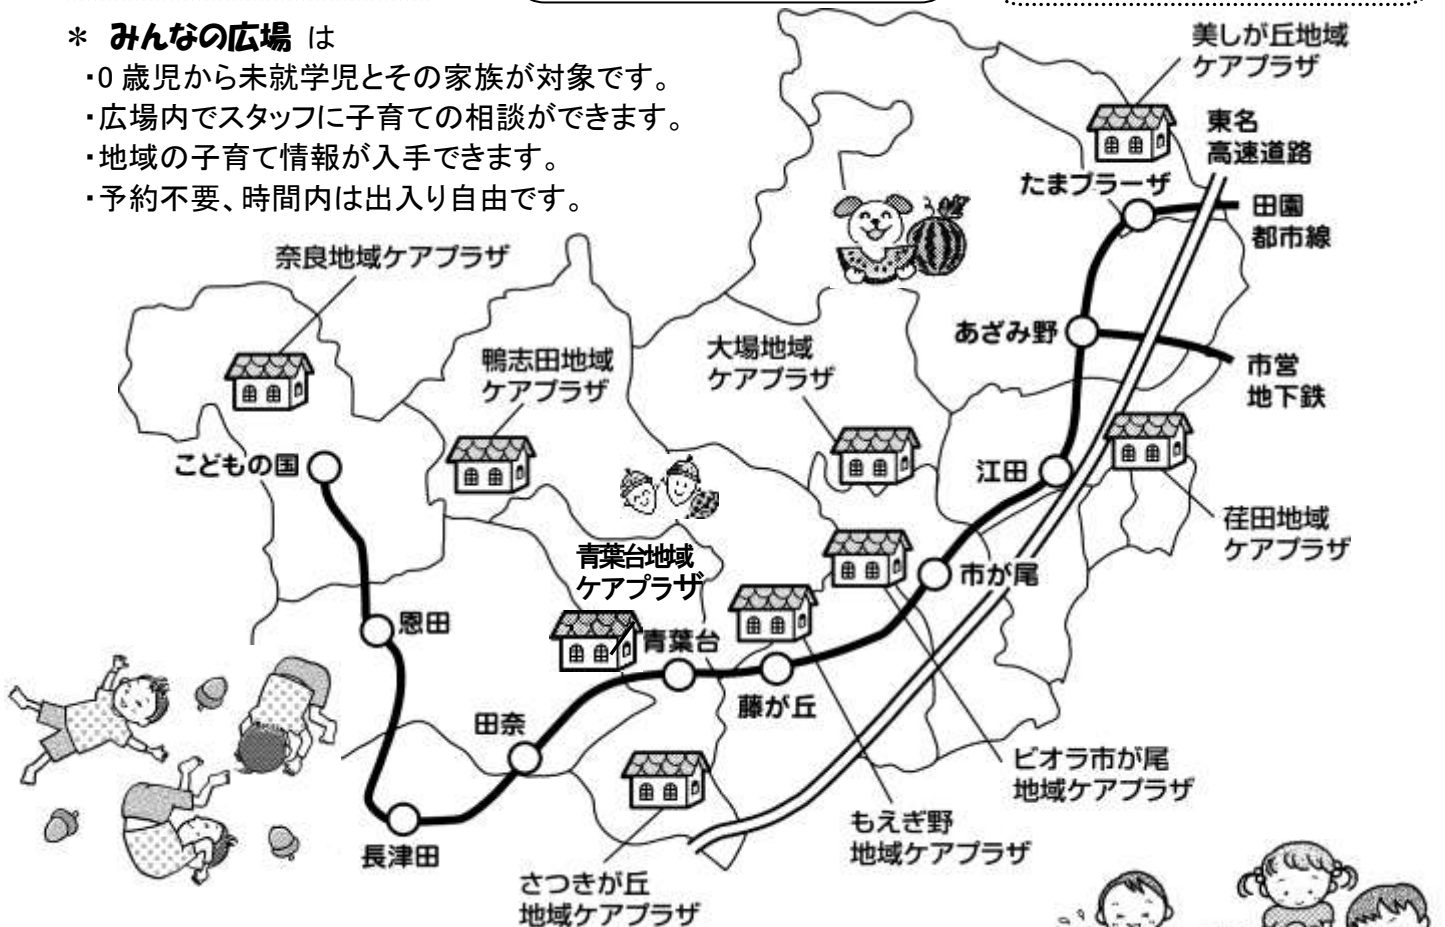 * みんなの広場 は
・0 歳児から未就学児とその家族が対象です。
・広場内でスタッフに子育ての相談ができます。
・地域の子育て情報が入手できます。
・予約不要、時間内は出入り自由です。
美しが丘地域
ケアプラザ
東名
高速道路
たまプラーザ
田園
都市線
奈良地域ケアプラザ
あざみ野
鴨志田地域
ケアプラザ
大場地域
ケアプラザ
市営
地下鉄
こどもの国
江田
荏田地域
ケアプラザ
青葉台地域
ケアプラザ
市が尾
恩田
青葉台
藤が丘
田奈
ビオラ市が尾
地域ケアプラザ
もえぎ野
地域ケアプラザ
長津田
さつきが丘
地域ケアプラザ